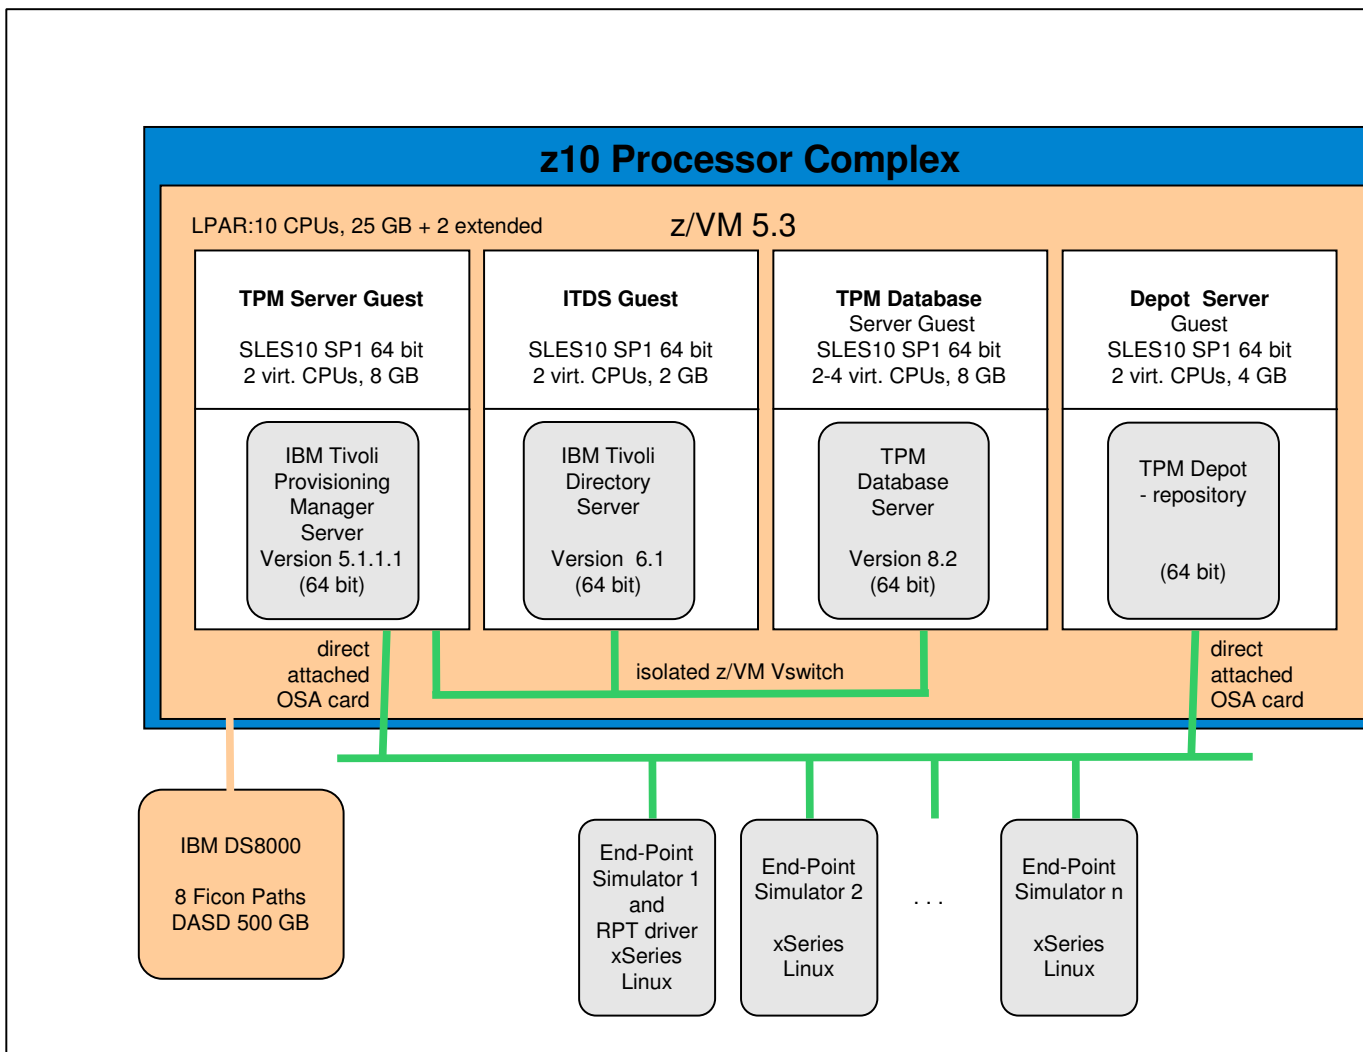 z10 Processor Complex
LPAR:10 CPUs, 25 GB + 2 extended
z/VM 5.3
TPM Server Guest
SLES10 SP1 64 bit
2 virt. CPUs, 8 GB
IBM Tivoli
Provisioning
Manager
Server
Version 5.1.1.1
(64 bit)
ITDS Guest
SLES10 SP1 64 bit
2 virt. CPUs, 2 GB
IBM Tivoli
Directory
Server
Version 6.1
(64 bit)
TPM Database
Server Guest
SLES10 SP1 64 bit
2-4 virt. CPUs, 8 GB
TPM
Database
Server
Version 8.2
(64 bit)
Depot Server
Guest
SLES10 SP1 64 bit
2 virt. CPUs, 4 GB
TPM Depot
- repository
(64 bit)
direct
attached
OSA card
isolated z/VM Vswitch
direct
attached
OSA card
IBM DS8000
8 Ficon Paths
DASD 500 GB
End-Point
Simulator 1
and
RPT driver
xSeries
Linux
End-Point
Simulator 2
xSeries
Linux
. . .
End-Point
Simulator n
xSeries
Linux